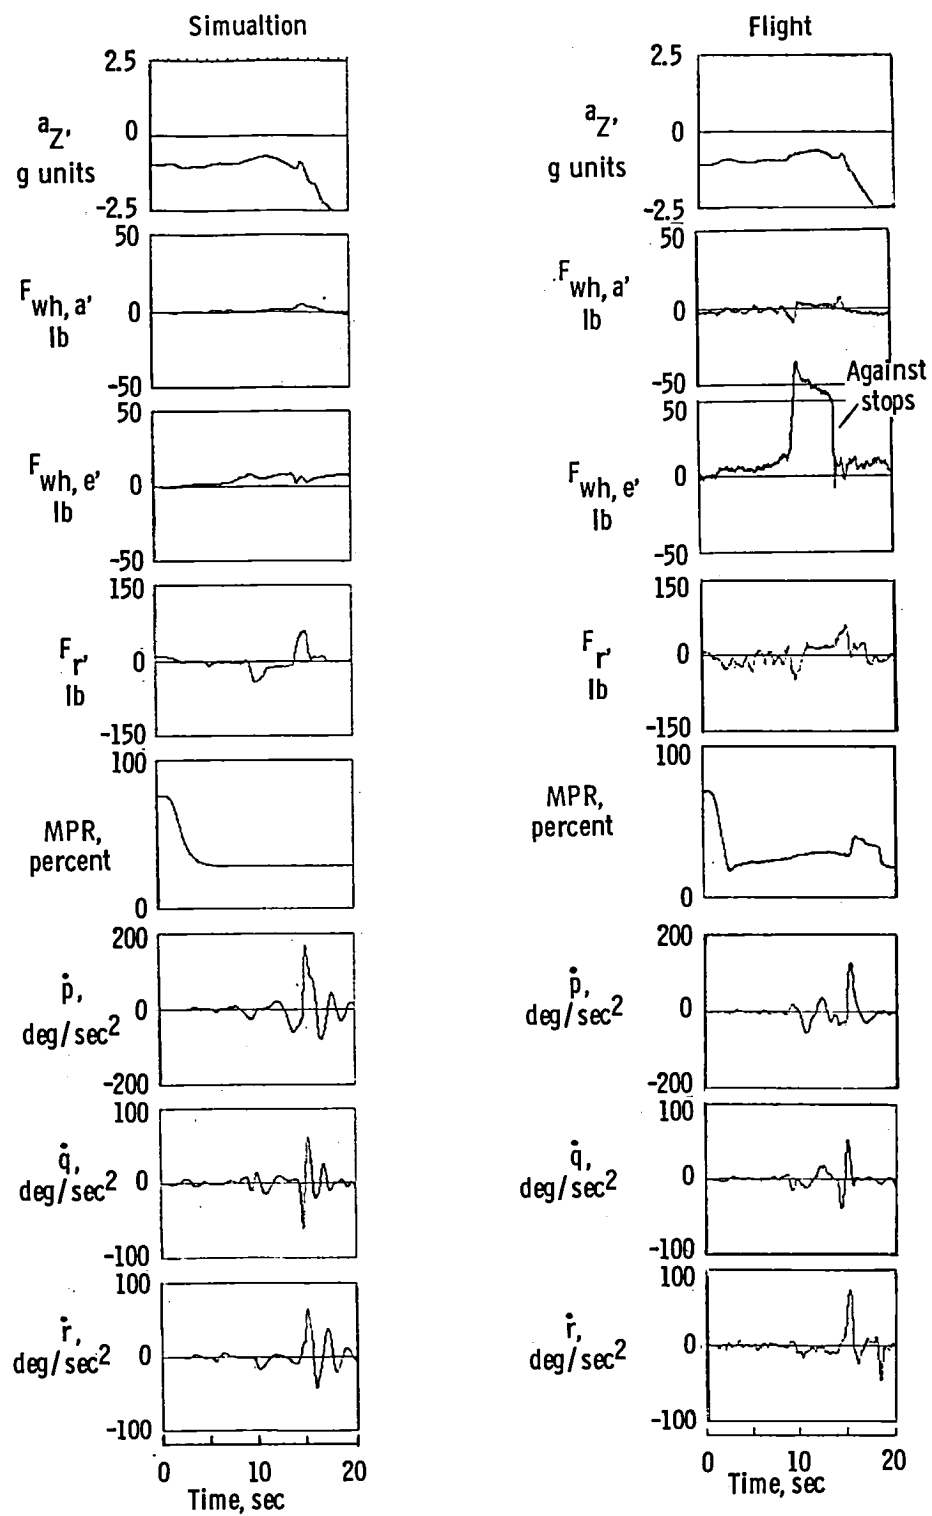 Simualtion
2.5
a_Z,
0
g units
-2.5
50
F_wh, a,
0
lb
-50
50
F_wh, e,
0
lb
-50
150
F_r,
0
lb
-150
100
MPR,
percent
0
200
ṗ,
0
deg/sec²
-200
100
q̇,
0
deg/sec²
-100
100
ṙ,
0
deg/sec²
-100
0 10 20
Time, sec
Flight
2.5
a_Z,
0
g units
-2.5
50
F_wh, a,
0
lb
-50
Against
stops
50
F_wh, e,
0
lb
-50
150
F_r,
0
lb
-150
100
MPR,
percent
0
200
ṗ,
0
deg/sec²
-200
100
q̇,
0
deg/sec²
-100
100
ṙ,
0
deg/sec²
-100
0 10 20
Time, sec